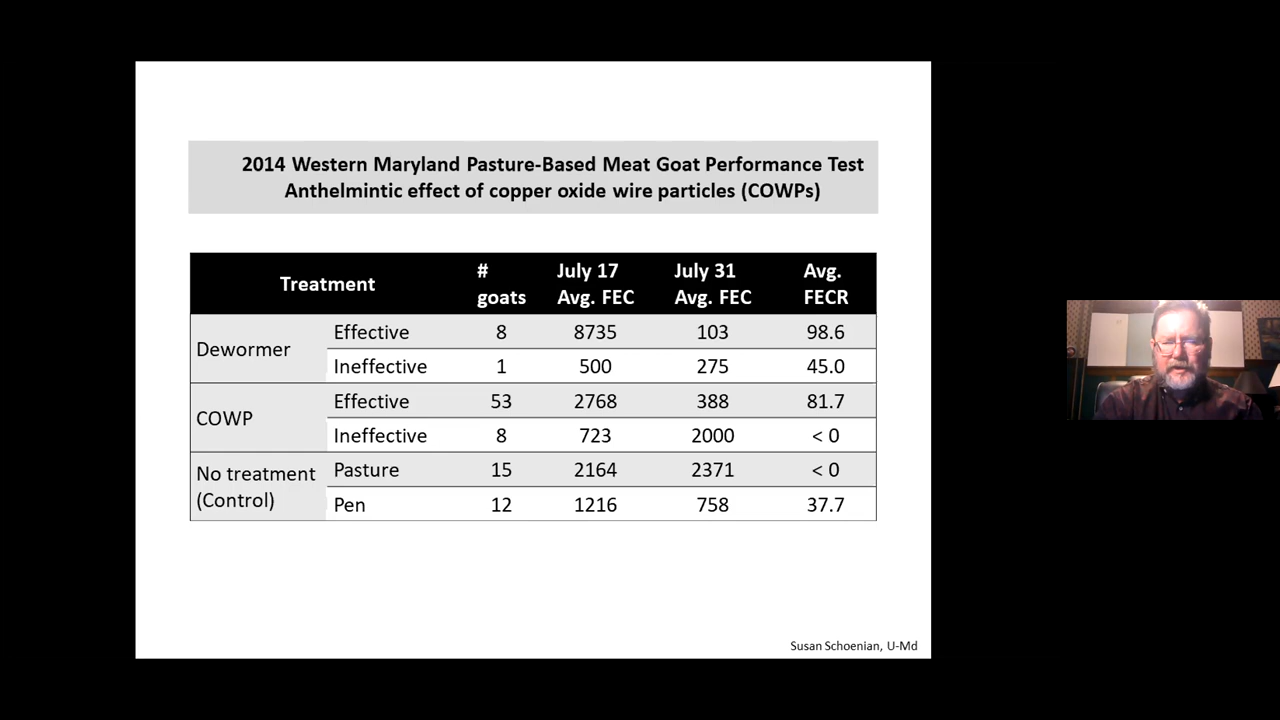 2014 Western Maryland Pasture-Based Meat Goat Performance Test
Anthelmintic effect of copper oxide wire particles (COWPs)
Treatment # goats July 17 Avg. FEC July 31 Avg. FEC Avg. FECR
Dewormer Effective 8 8735 103 98.6
Ineffective 1 500 275 45.0
COWP Effective 53 2768 388 81.7
Ineffective 8 723 2000 < 0
No treatment (Control) Pasture 15 2164 2371 < 0
Pen 12 1216 758 37.7
Susan Schoenian, U-Md